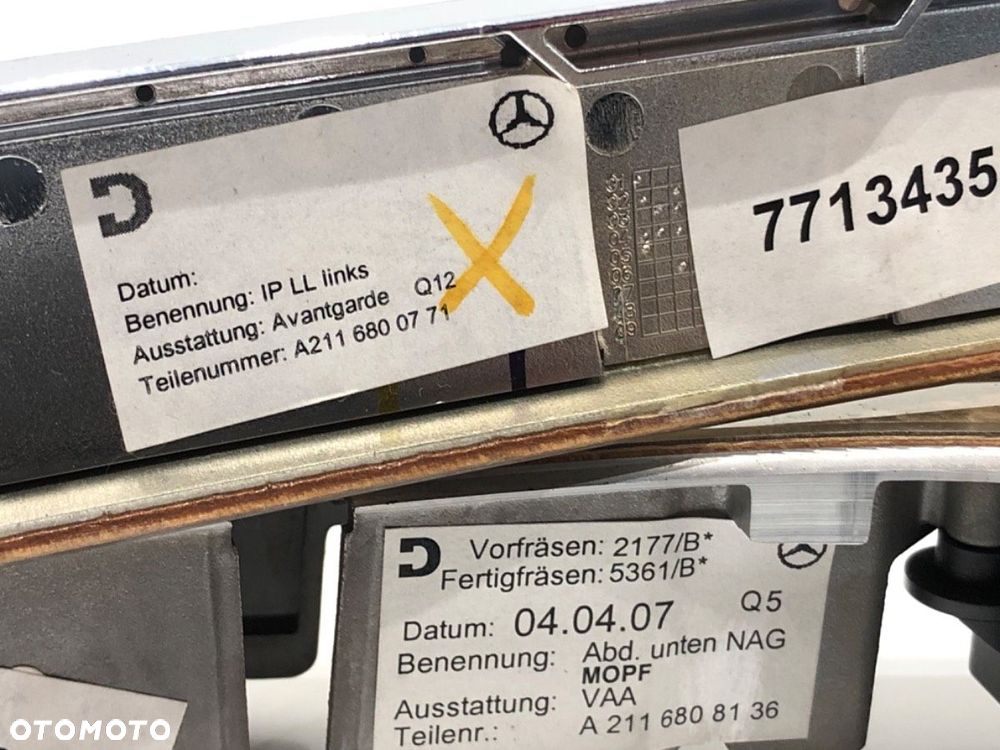 D
Datum:
Benennung: IP LL links
Ausstattung: Avantgarde Q12
Teilenummer: A211 680 07 71
7713435
D Vorfräsen: 2177/B*
Fertigfräsen: 5361/B*
Datum: 04.04.07 Q5
Benennung: Abd. unten NAG
MOPF
Ausstattung: VAA
Teilenr.: A 211 680 81 36
OTOMOTO